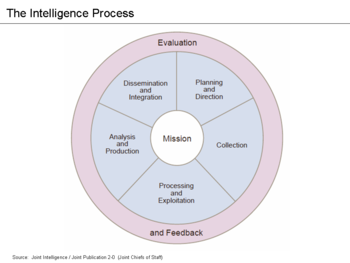 The Intelligence Process
Evaluation
Dissemination
and
Integration
Planning
and
Direction
Analysis
and
Production
Mission
Collection
Processing
and
Exploitation
and Feedback
Source: Joint Intelligence / Joint Publication 2-0 (Joint Chiefs of Staff)